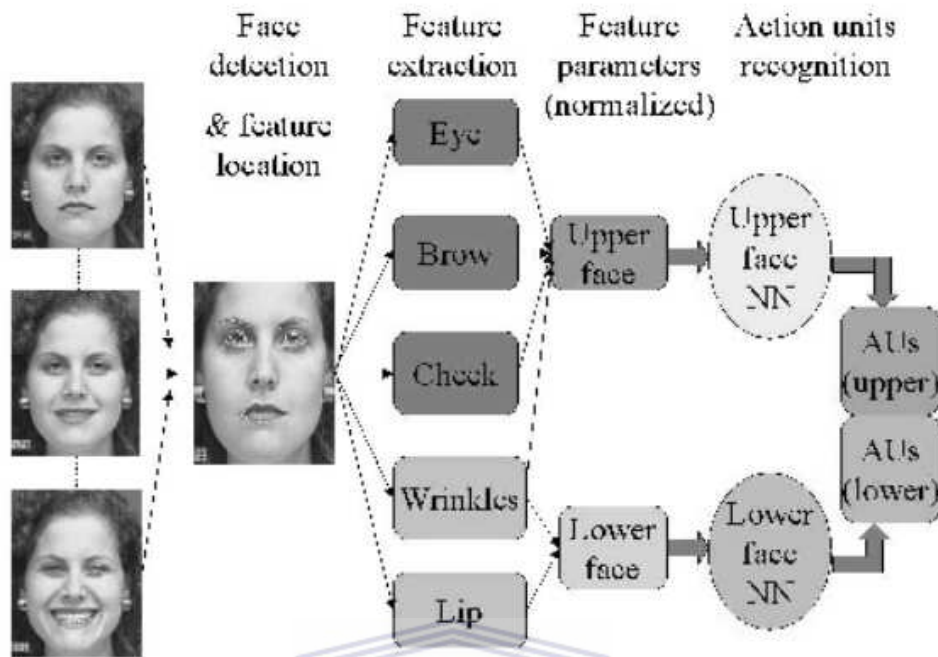 Face
detection
& feature
location
Feature
extraction
Feature
parameters
(normalized)
Action units
recognition
Eye
Brow
Cheek
Wrinkles
Lip
Upper
face
Lower
face
Upper
face
NN
Lower
face
NN
AUs
(upper)
AUs
(lower)